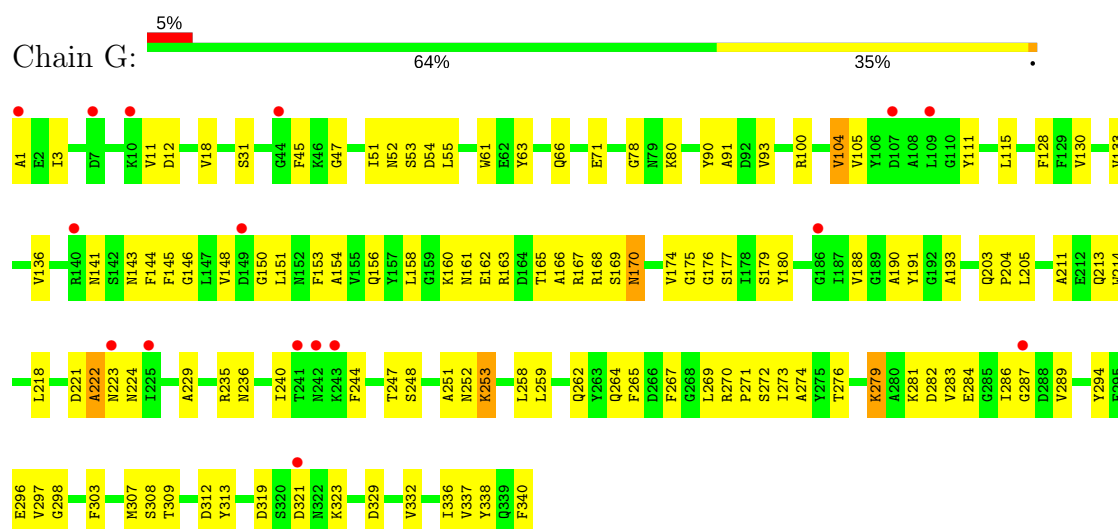 5%
Chain G:
64% 35% •
A1 E2 I3 D7 K10 V11 D12 V18 S31 G44 F45 K46 G47 I51 N52 S53 D54 L55 W61 E62 Y63 Q66 E71 G78 N79 K80 Y90 A91 D92 V93 R100 V104 V105 Y106 D107 A108 L109 G110 Y111 L115 F128 F129 V130 V133
V136 R140 N141 S142 N143 F144 F145 G146 L147 V148 D149 G150 L151 N152 F153 A154 V155 Q156 Y157 L158 G159 K160 N161 E162 R163 D164 T165 A166 R167 R168 S169 N170 V174 G175 G176 S177 I178 S179 Y180 G186 I187 V188 G189 A190 Y191 G192 A193 Q203 P204 L205 A211 E212 Q213 W214
L218 D221 A222 N223 N224 I225 A229 R235 N236 I240 T241 N242 K243 F244 T247 S248 A251 N252 K253 L258 L259 Q262 Y263 Q264 F265 D266 F267 G268 L269 R270 P271 S272 I273 A274 Y275 T276 K279 A280 K281 D282 V283 E284 G285 I286 G287 D288 V289 Y294 F295
E296 V297 G298 F303 M307 S308 T309 D312 Y313 D319 S320 D321 N322 K323 D329 V332 I336 V337 Y338 Q339 F340